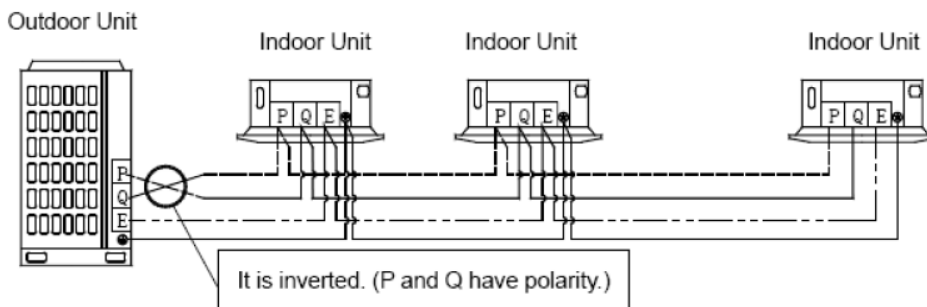 Outdoor Unit
Indoor Unit
Indoor Unit
Indoor Unit
P Q E
P Q E
P Q E
P
Q
E
It is inverted. (P and Q have polarity.)